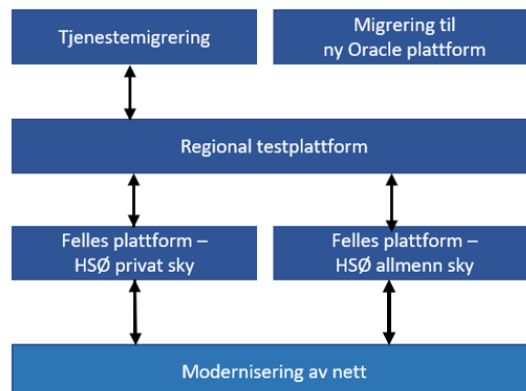 Tjenestemigrering
Migrering til
ny Oracle plattform
Regional testplattform
Felles plattform –
HSØ privat sky
Felles plattform –
HSØ allmenn sky
Modernisering av nett